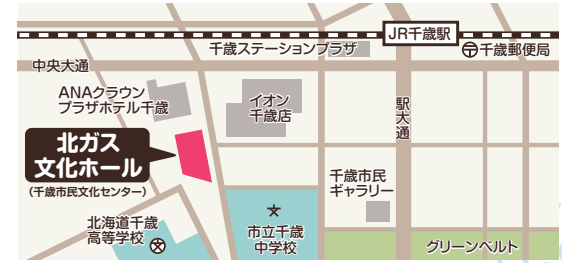 JR千歳駅
千歳ステーションプラザ
千歳郵便局
中央大通
ANAクラウン
プラザホテル千歳
イオン
千歳店
駅大通
北ガス
文化ホール
(千歳市民文化センター)
千歳市民
ギャラリー
北海道千歳
高等学校
市立千歳
中学校
グリーンベルト